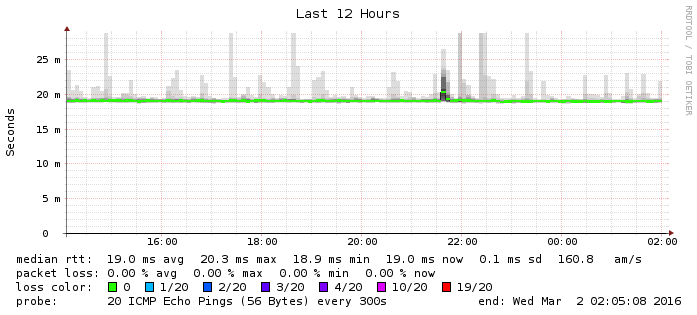 Last 12 Hours
RRDTOOL / TOBI OETIKER
Seconds
25 m
20 m
15 m
10 m
5 m
0
16:00 18:00 20:00 22:00 00:00 02:00
median rtt: 19.0 ms avg 20.3 ms max 18.9 ms min 19.0 ms now 0.1 ms sd 160.8 am/s
packet loss: 0.00 % avg 0.00 % max 0.00 % min 0.00 % now
loss color: 0 1/20 2/20 3/20 4/20 10/20 19/20
probe: 20 ICMP Echo Pings (56 Bytes) every 300s end: Wed Mar 2 02:05:08 2016